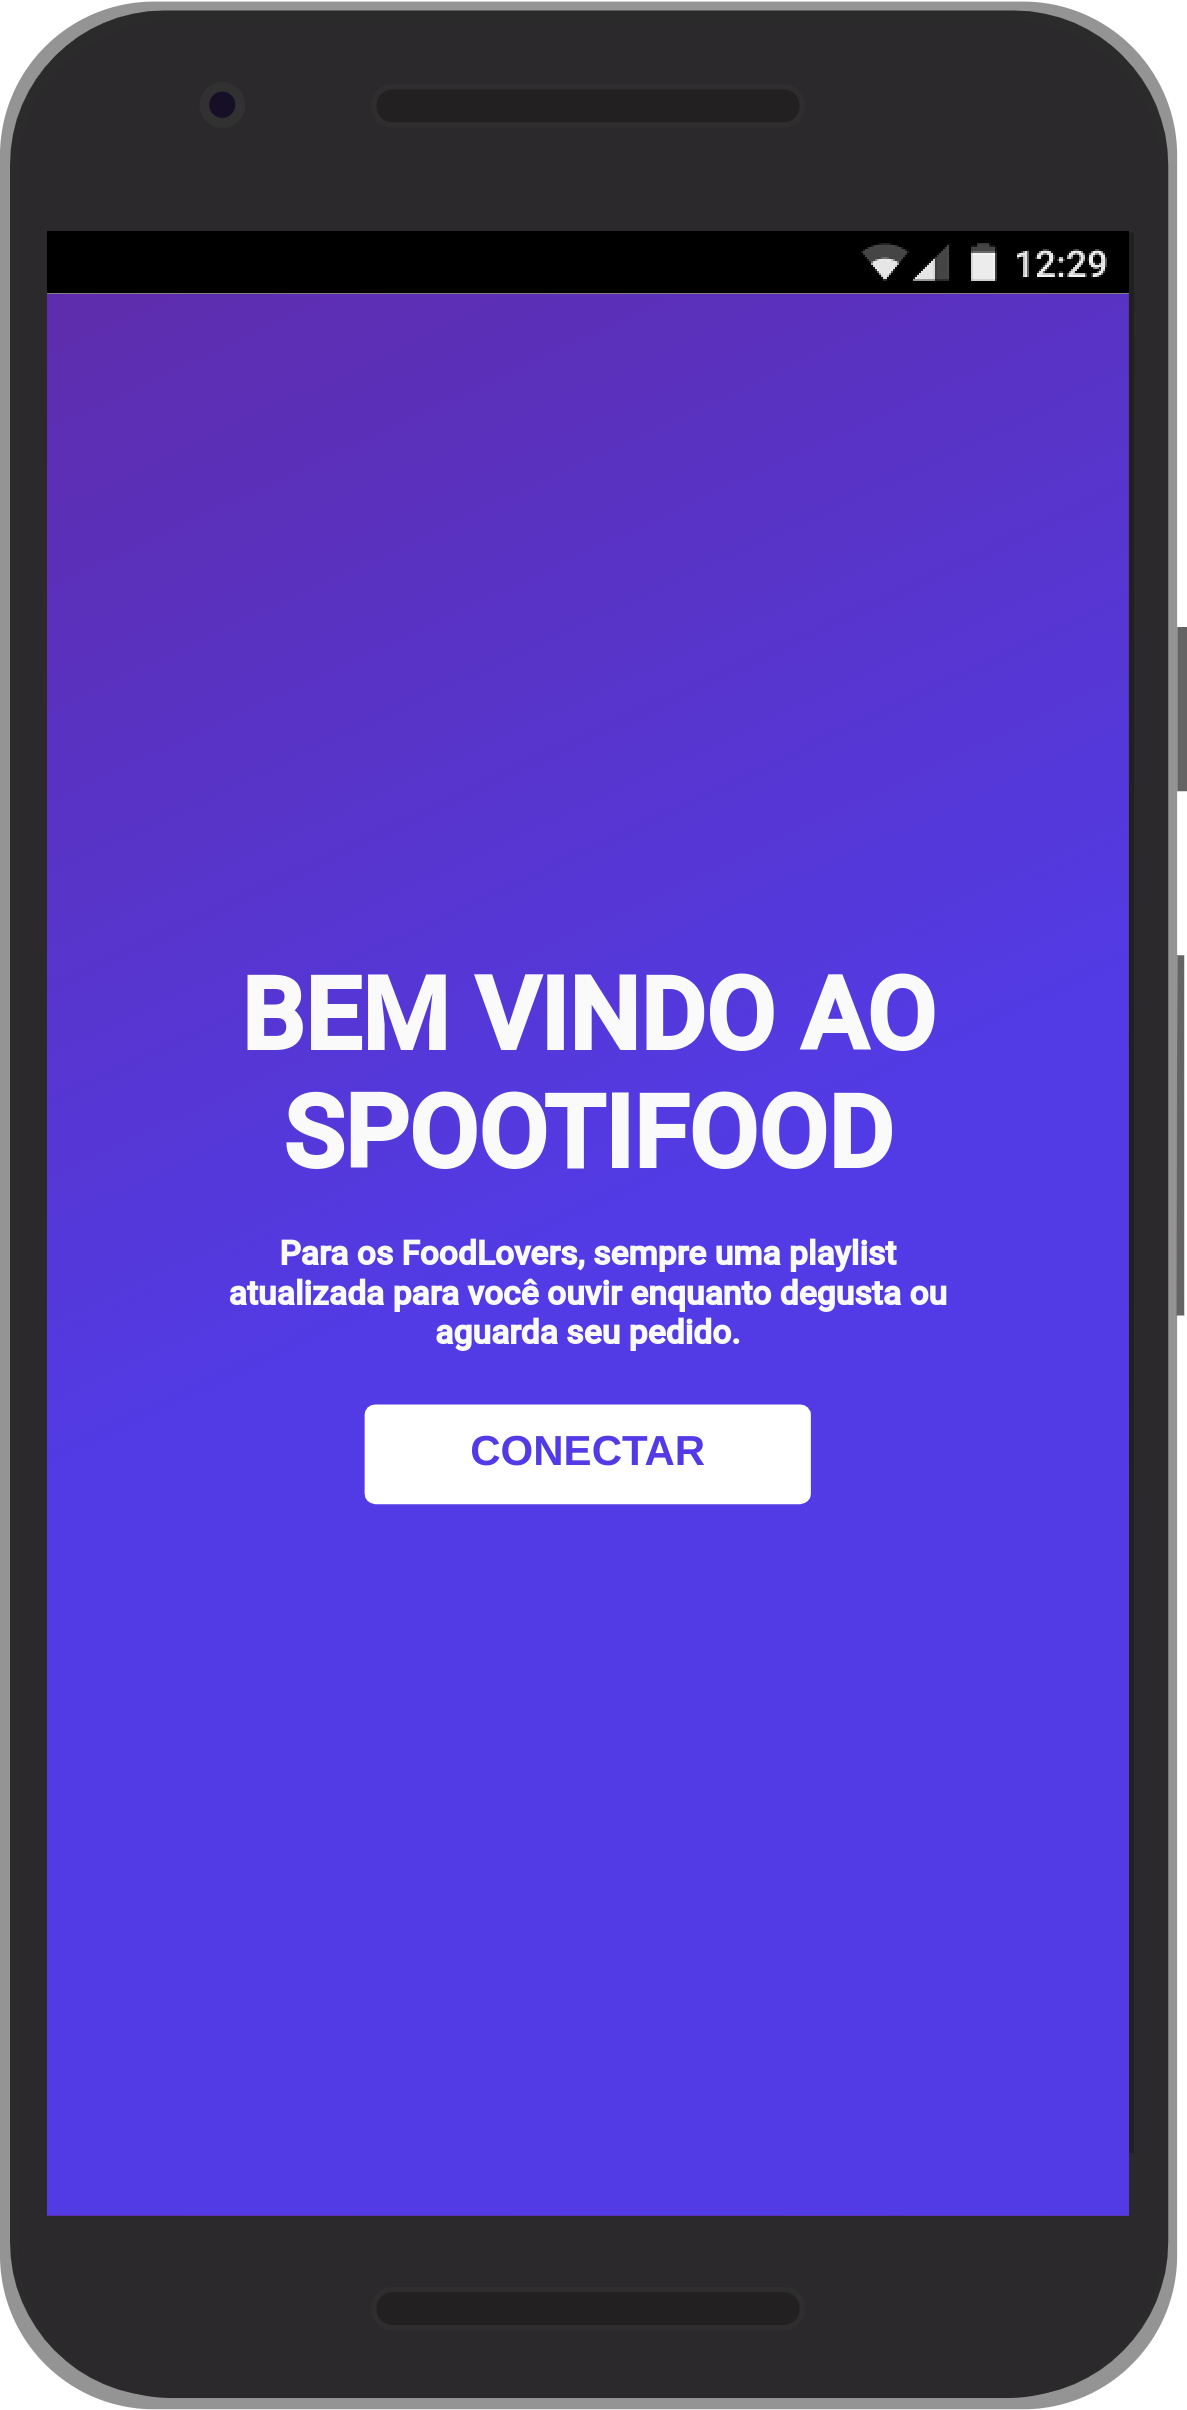 12:29
BEM VINDO AO
SPOOTIFOOD
Para os FoodLovers, sempre uma playlist
atualizada para você ouvir enquanto degusta ou
aguarda seu pedido.
CONECTAR